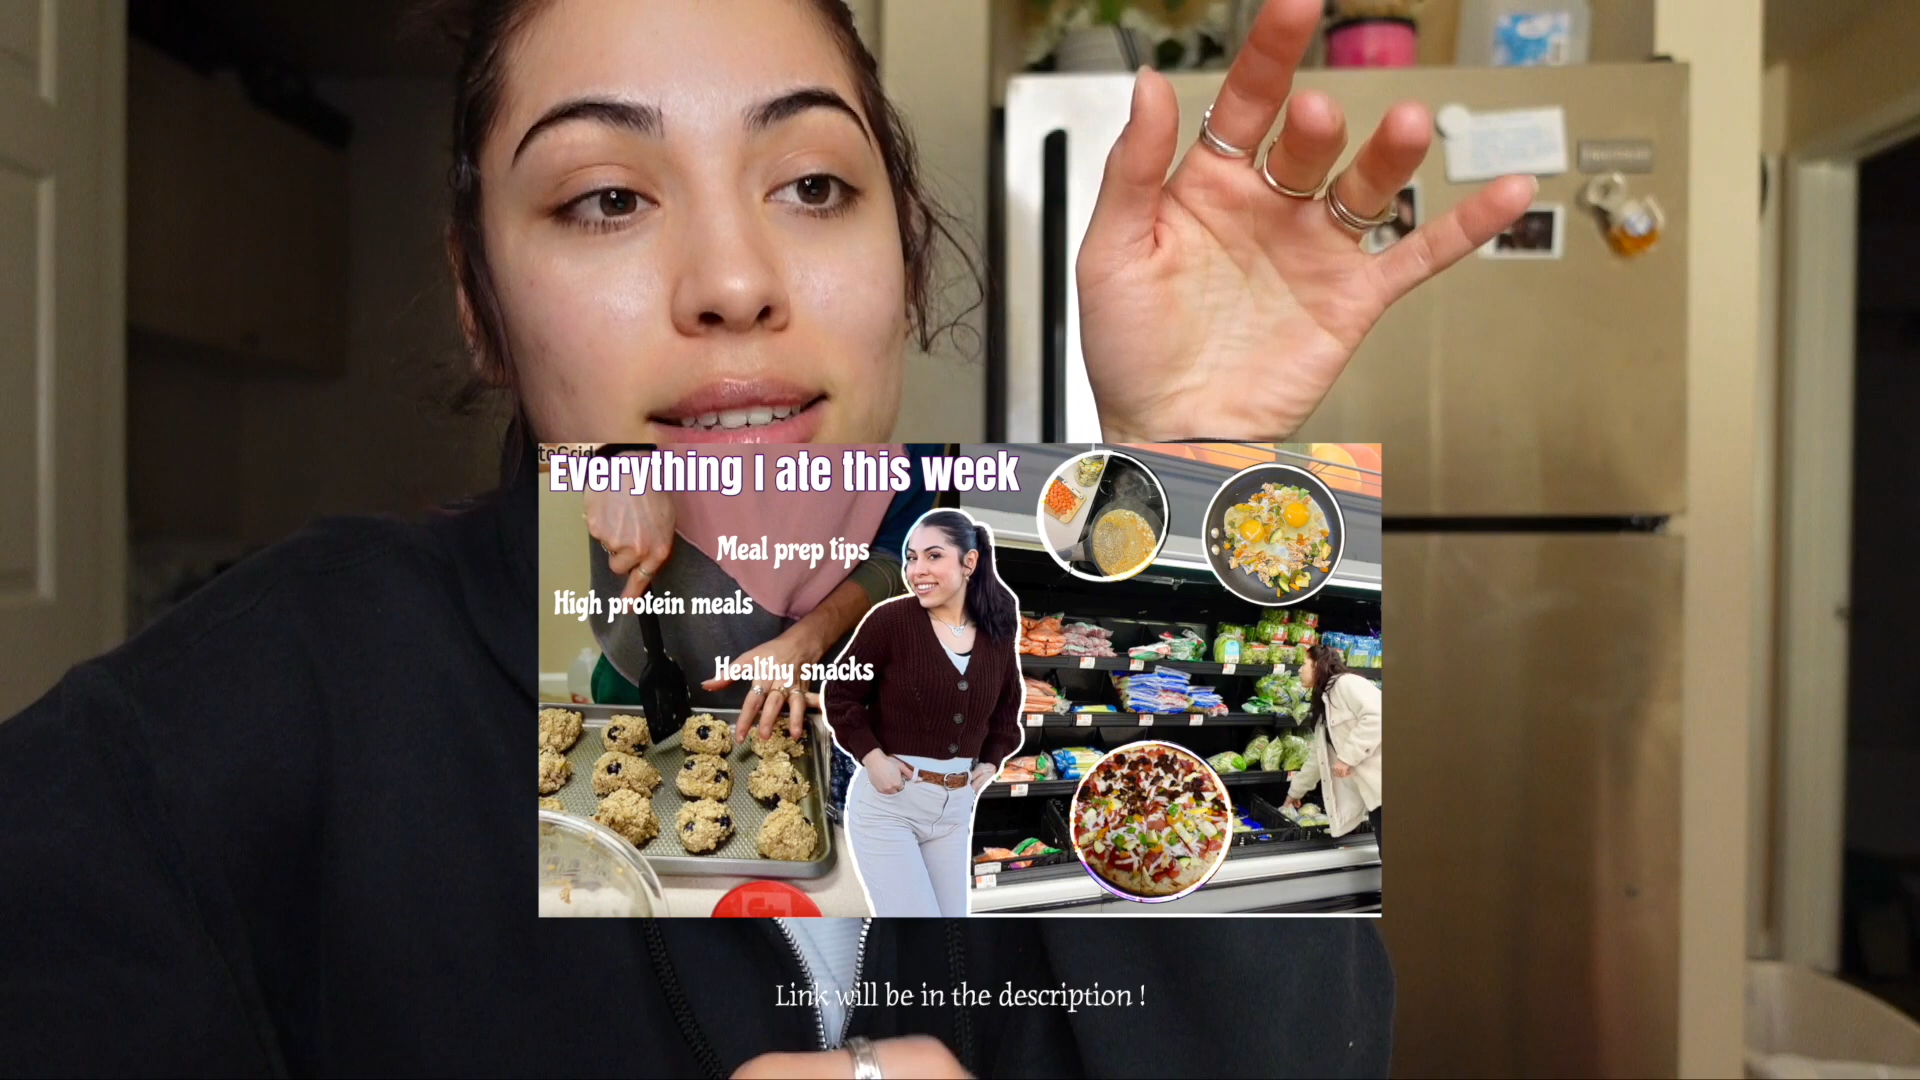 Everything I ate this week
Meal prep tips
High protein meals
Healthy snacks
Link will be in the description !